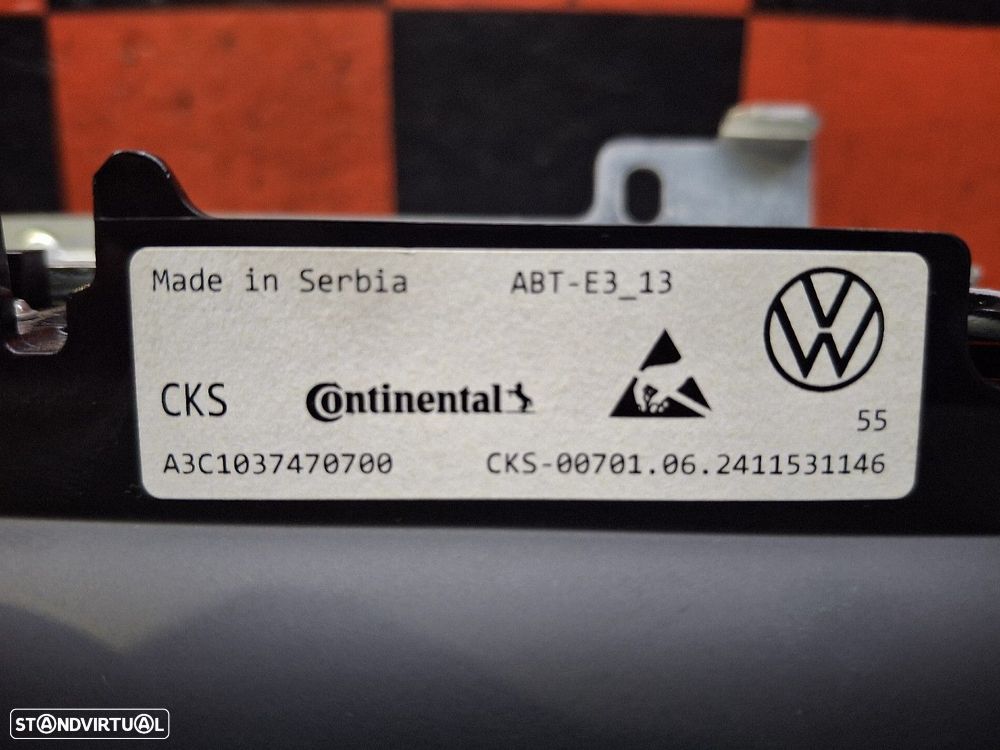 Made in Serbia ABT-E3_13
CKS Continental
55
A3C1037470700 CKS-00701.06.2411531146
STANDVIRTUAL